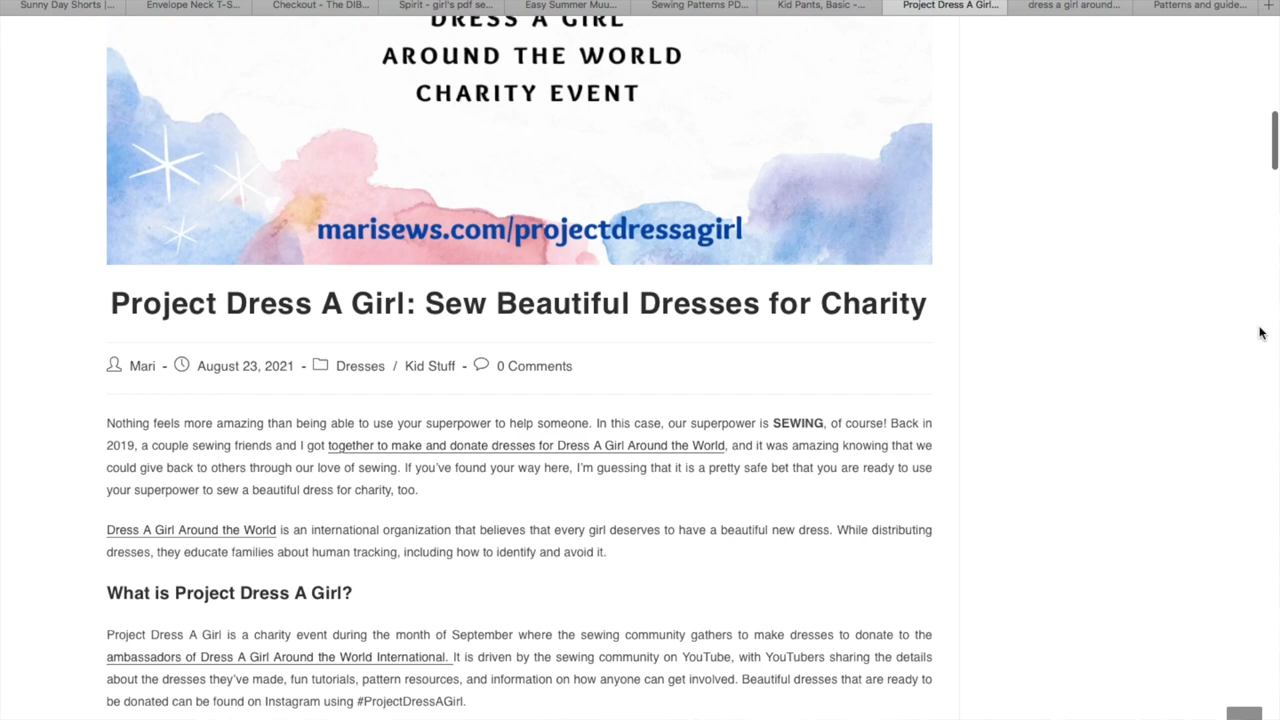 Sunny Day Shorts |... Envelope Neck T-S... Checkout - The DIB... Spirit - girl's pdf se... Easy Summer Muu... Sewing Patterns PD... Kid Pants, Basic -... Project Dress A Girl... dress a girl around... Patterns and guide...
DRESS A GIRL
AROUND THE WORLD
CHARITY EVENT
marisews.com/projectdressagirl
Project Dress A Girl: Sew Beautiful Dresses for Charity
Mari - August 23, 2021 - Dresses / Kid Stuff - 0 Comments
Nothing feels more amazing than being able to use your superpower to help someone. In this case, our superpower is SEWING, of course! Back in
2019, a couple sewing friends and I got together to make and donate dresses for Dress A Girl Around the World, and it was amazing knowing that we
could give back to others through our love of sewing. If you've found your way here, I'm guessing that it is a pretty safe bet that you are ready to use
your superpower to sew a beautiful dress for charity, too.
Dress A Girl Around the World is an international organization that believes that every girl deserves to have a beautiful new dress. While distributing
dresses, they educate families about human tracking, including how to identify and avoid it.
What is Project Dress A Girl?
Project Dress A Girl is a charity event during the month of September where the sewing community gathers to make dresses to donate to the
ambassadors of Dress A Girl Around the World International. It is driven by the sewing community on YouTube, with YouTubers sharing the details
about the dresses they've made, fun tutorials, pattern resources, and information on how anyone can get involved. Beautiful dresses that are ready to
be donated can be found on Instagram using #ProjectDressAGirl.